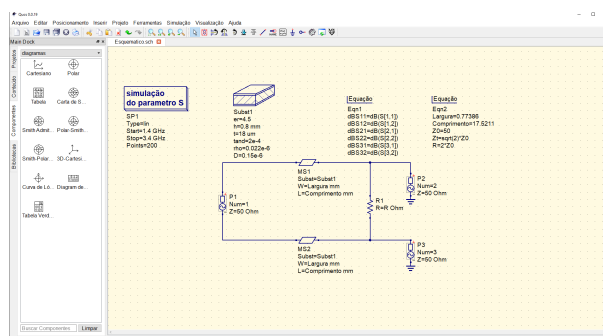 Qucs 0.0.19
Arquivo Editar Posicionamento Inserir Projeto Ferramentas Simulação Visualização Ajuda
Main Dock
Esquematico.sch
Projetos
Conteúdo
Componentes
Bibliotecas
diagramas
Cartesiano
Polar
Tabela
Carta de S...
Smith Admit...
Polar-Smith...
Smith-Polar...
3D-Cartesi...
Curva de Ló...
Diagram de...
Tabela Verd...
Buscar Componentes
Limpar
simulação
do parametro S
SP1
Type=lin
Start=1.4 GHz
Stop=3.4 GHz
Points=200
Subst1
er=4.5
h=0.8 mm
t=18 um
tand=2e-4
rho=0.022e-6
D=0.15e-6
Equação
Eqn1
dBS11=dB(S[1,1])
dBS12=dB(S[1,2])
dBS21=dB(S[2,1])
dBS22=dB(S[2,2])
dBS31=dB(S[3,1])
dBS32=dB(S[3,2])
Equação
Eqn2
Largura=0.77386
Comprimento=17.5211
Z0=50
Zt=sqrt(2)*Z0
R=2*Z0
MS1
Subst=Subst1
W=Largura mm
L=Comprimento mm
P1
Num=1
Z=50 Ohm
R1
R=R Ohm
P2
Num=2
Z=50 Ohm
MS2
Subst=Subst1
W=Largura mm
L=Comprimento mm
P3
Num=3
Z=50 Ohm